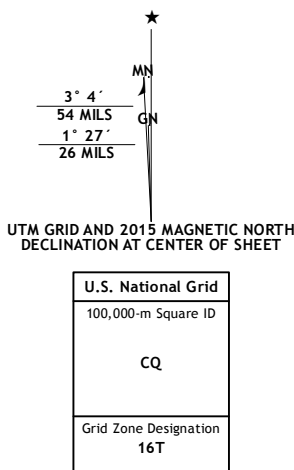 MN
3° 4´
54 MILS
GN
1° 27´
26 MILS
UTM GRID AND 2015 MAGNETIC NORTH
DECLINATION AT CENTER OF SHEET
U.S. National Grid
100,000-m Square ID
CQ
Grid Zone Designation
16T